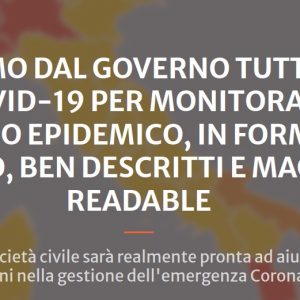 MO DAL GOVERNO TUTT
VID-19 PER MONITORA
O EPIDEMICO, IN FORM
O, BEN DESCRITTI E MAC
READABLE
cietà civile sarà realmente pronta ad aiu
ni nella gestione dell'emergenza Corona